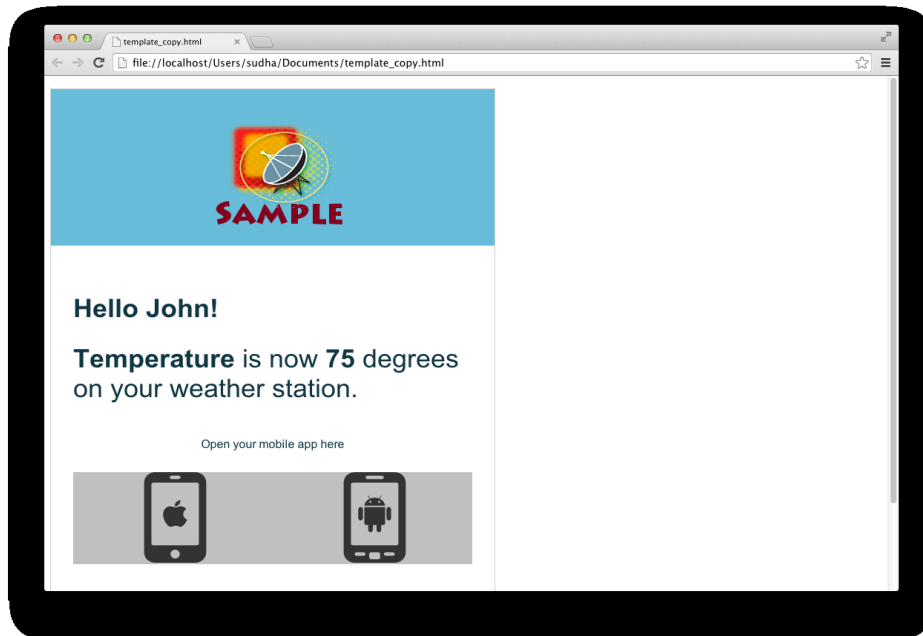 template_copy.html
file://localhost/Users/sudha/Documents/template_copy.html
SAMPLE
Hello John!
Temperature is now 75 degrees
on your weather station.
Open your mobile app here